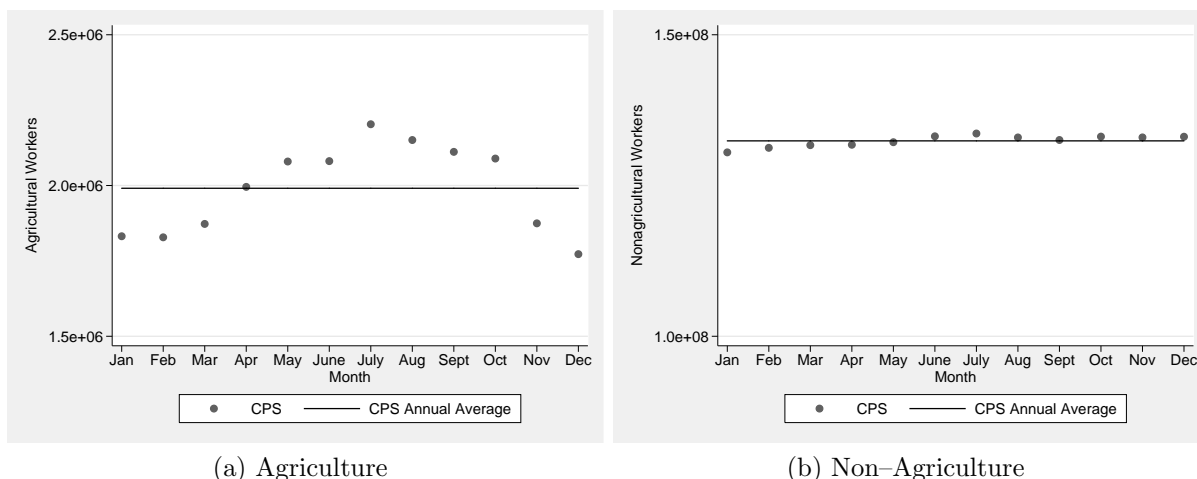 2.5e+06
2.0e+06
1.5e+06
Agricultural Workers
Jan Feb Mar Apr May June July Aug Sept Oct Nov Dec
Month
CPS CPS Annual Average
(a) Agriculture
1.5e+08
1.0e+08
Nonagricultural Workers
Jan Feb Mar Apr May June July Aug Sept Oct Nov Dec
Month
CPS CPS Annual Average
(b) Non–Agriculture